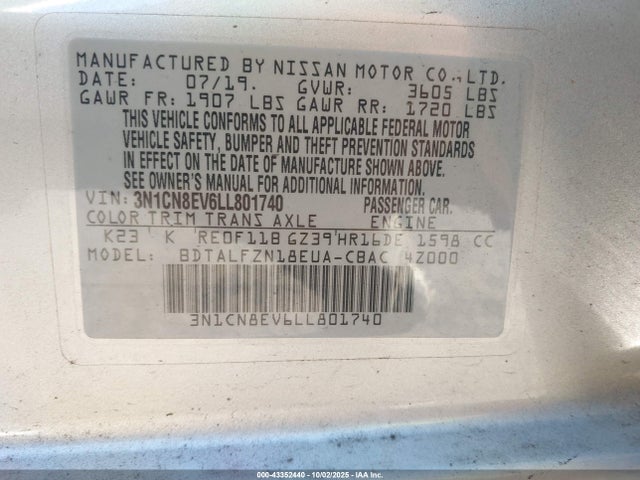 MANUFACTURED BY NISSAN MOTOR CO., LTD.
DATE: 07/19. GVWR: 3605 LBS
GAWR FR: 1907 LBS GAWR RR: 1720 LBS
THIS VEHICLE CONFORMS TO ALL APPLICABLE FEDERAL MOTOR
VEHICLE SAFETY, BUMPER AND THEFT PREVENTION STANDARDS
IN EFFECT ON THE DATE OF MANUFACTURE SHOWN ABOVE.
SEE OWNER'S MANUAL FOR ADDITIONAL INFORMATION.
VIN: 3N1CN8EV6LL801740 PASSENGER CAR.
COLOR TRIM TRANS AXLE ENGINE
K23 K RE0F11B GZ39 HR16DE 1598 CC
MODEL: BDTALFZN18EUA-CBAC 4Z000
3N1CN8EV6LL801740
000-43352440 - 10/02/2025 - COPYRIGHT IAA Inc.